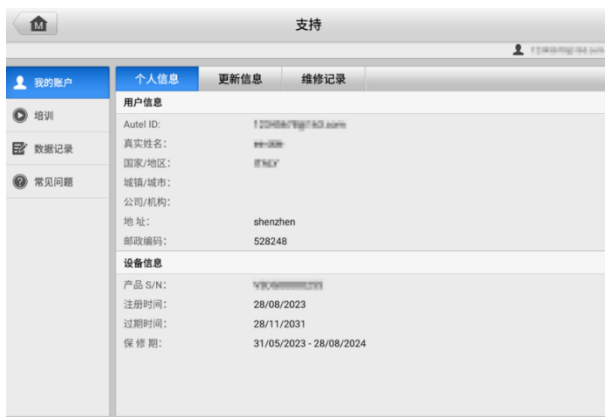 支持
我的账户
培训
数据记录
常见问题
个人信息 更新信息 维修记录
用户信息
Autel ID:
真实姓名:
国家/地区:
城镇/城市:
公司/机构:
地 址: shenzhen
邮政编码: 528248
设备信息
产品 S/N:
注册时间: 28/08/2023
过期时间: 28/11/2031
保 修 期: 31/05/2023 - 28/08/2024